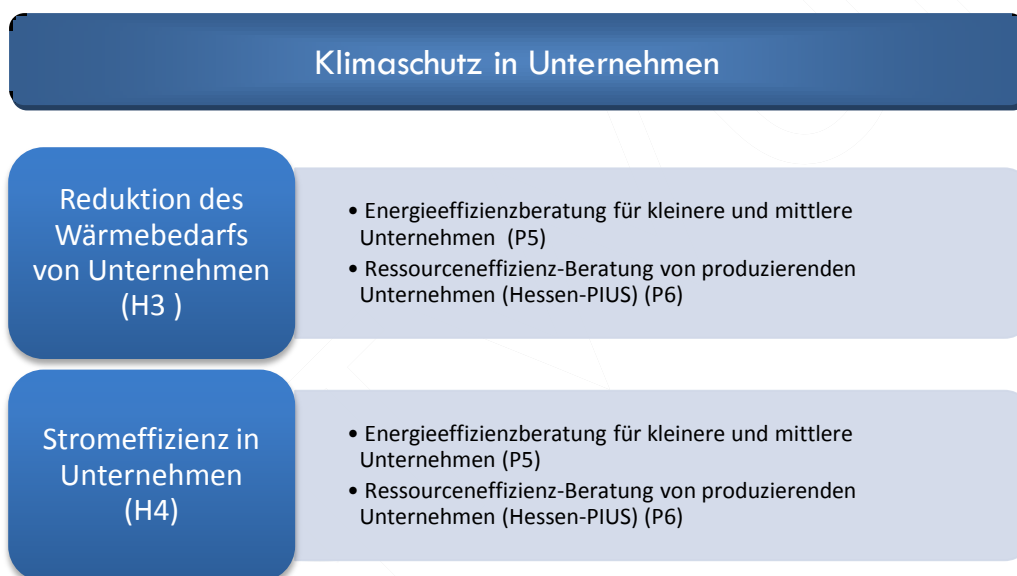 Klimaschutz in Unternehmen
Reduktion des
Wärmebedarfs
von Unternehmen
(H3 )
• Energieeffizienzberatung für kleinere und mittlere
Unternehmen (P5)
• Ressourceneffizienz-Beratung von produzierenden
Unternehmen (Hessen-PIUS) (P6)
Stromeffizienz in
Unternehmen
(H4)
• Energieeffizienzberatung für kleinere und mittlere
Unternehmen (P5)
• Ressourceneffizienz-Beratung von produzierenden
Unternehmen (Hessen-PIUS) (P6)